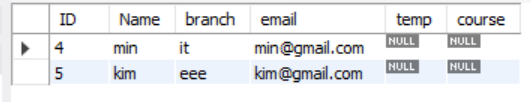 ID Name branch email temp course
4 min it min@gmail.com NULL NULL
5 kim eee kim@gmail.com NULL NULL